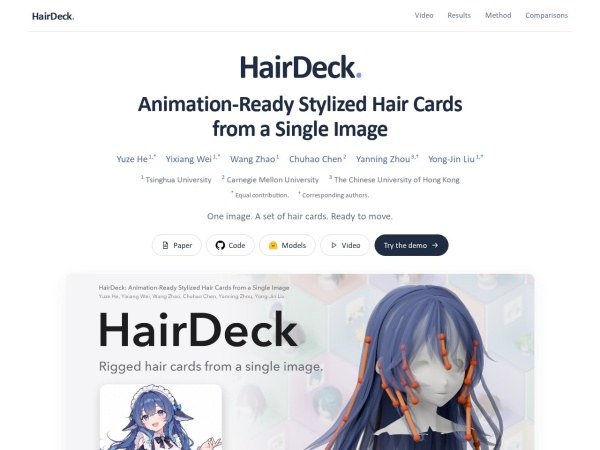 HairDeck.
Video Results Method Comparisons
HairDeck.
Animation-Ready Stylized Hair Cards
from a Single Image
Yuze He 1,* Yixiang Wei 1,* Wang Zhao 1 Chuhao Chen 2 Yanning Zhou 3,† Yong-Jin Liu 1,†
1 Tsinghua University 2 Carnegie Mellon University 3 The Chinese University of Hong Kong
* Equal contribution. † Corresponding authors.
One image. A set of hair cards. Ready to move.
Paper Code Models Video Try the demo →
HairDeck: Animation-Ready Stylized Hair Cards from a Single Image
Yuze He, Yixiang Wei, Wang Zhao, Chuhao Chen, Yanning Zhou, Yong-Jin Liu
HairDeck
Rigged hair cards from a single image.